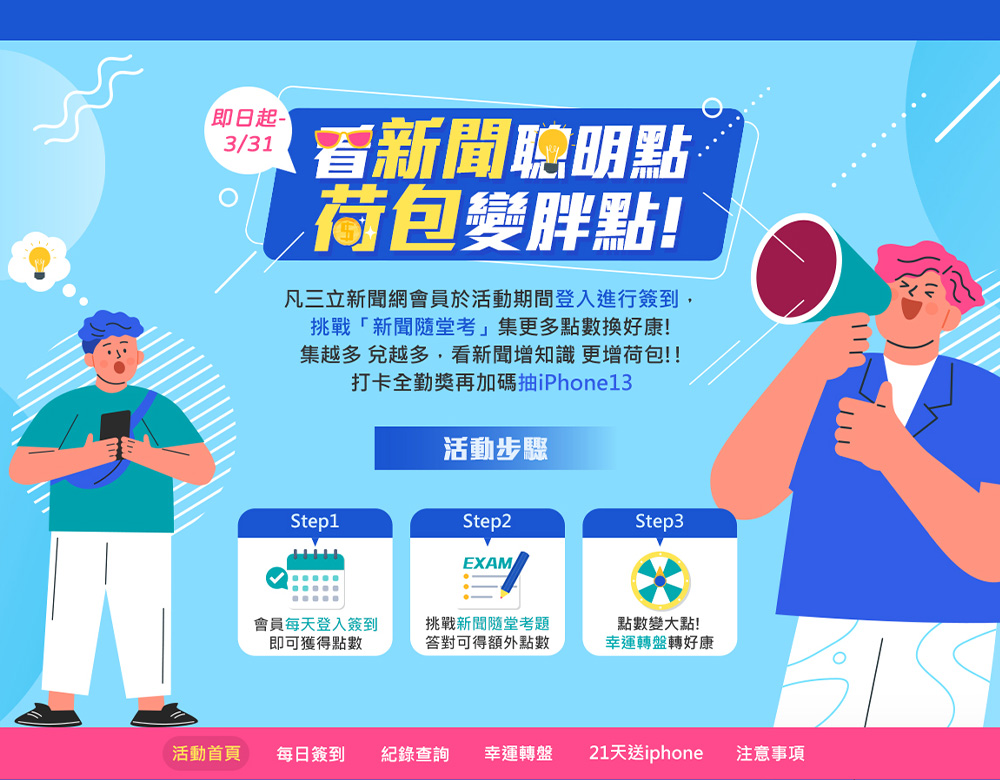 即日起-
3/31
看新聞聰明點
荷包變胖點!
凡三立新聞網會員於活動期間登入進行簽到，
挑戰「新聞隨堂考」集更多點數換好康!
集越多 兌越多，看新聞增知識 更增荷包!!
打卡全勤獎再加碼抽iPhone13
活動步驟
Step1
會員每天登入簽到
即可獲得點數
Step2
EXAM
挑戰新聞隨堂考題
答對可得額外點數
Step3
點數變大點!
幸運轉盤轉好康
活動首頁 每日簽到 紀錄查詢 幸運轉盤 21天送iphone 注意事項